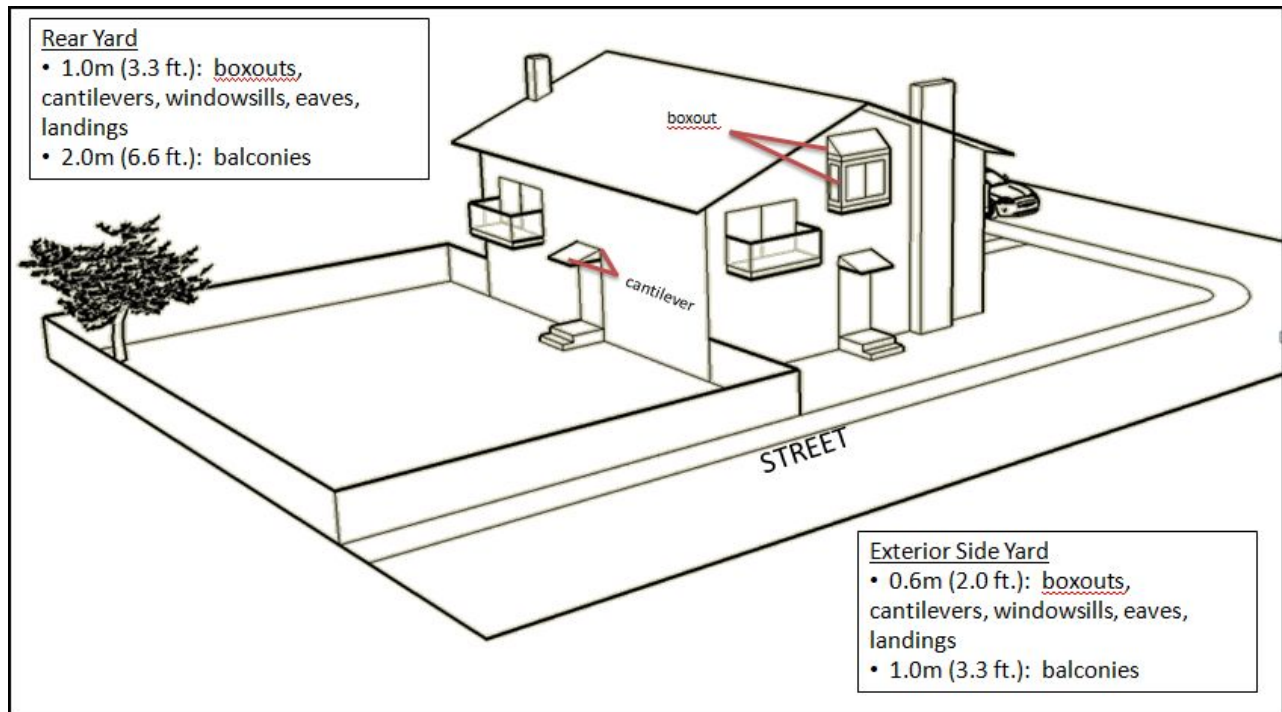 Rear Yard
• 1.0m (3.3 ft.): boxouts,
cantilevers, windowsills, eaves,
landings
• 2.0m (6.6 ft.): balconies
boxout
cantilever
STREET
Exterior Side Yard
• 0.6m (2.0 ft.): boxouts,
cantilevers, windowsills, eaves,
landings
• 1.0m (3.3 ft.): balconies